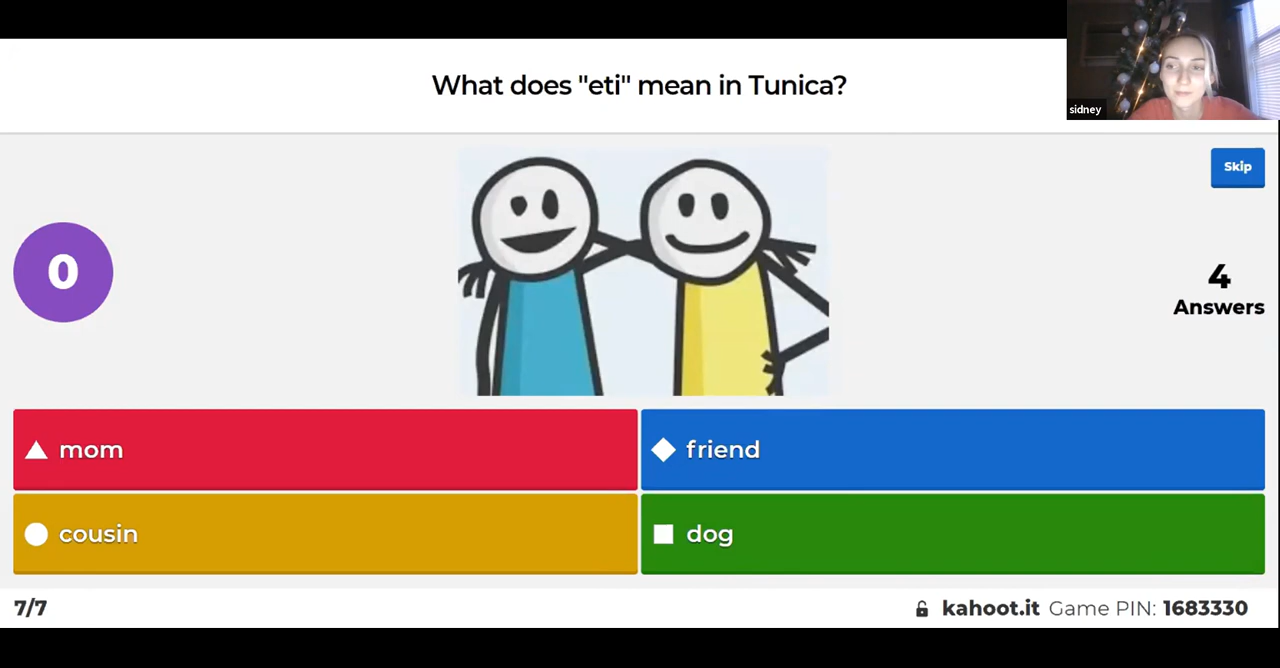 What does "eti" mean in Tunica?
sidney
Skip
0
4
Answers
mom
friend
cousin
dog
7/7
kahoot.it Game PIN: 1683330